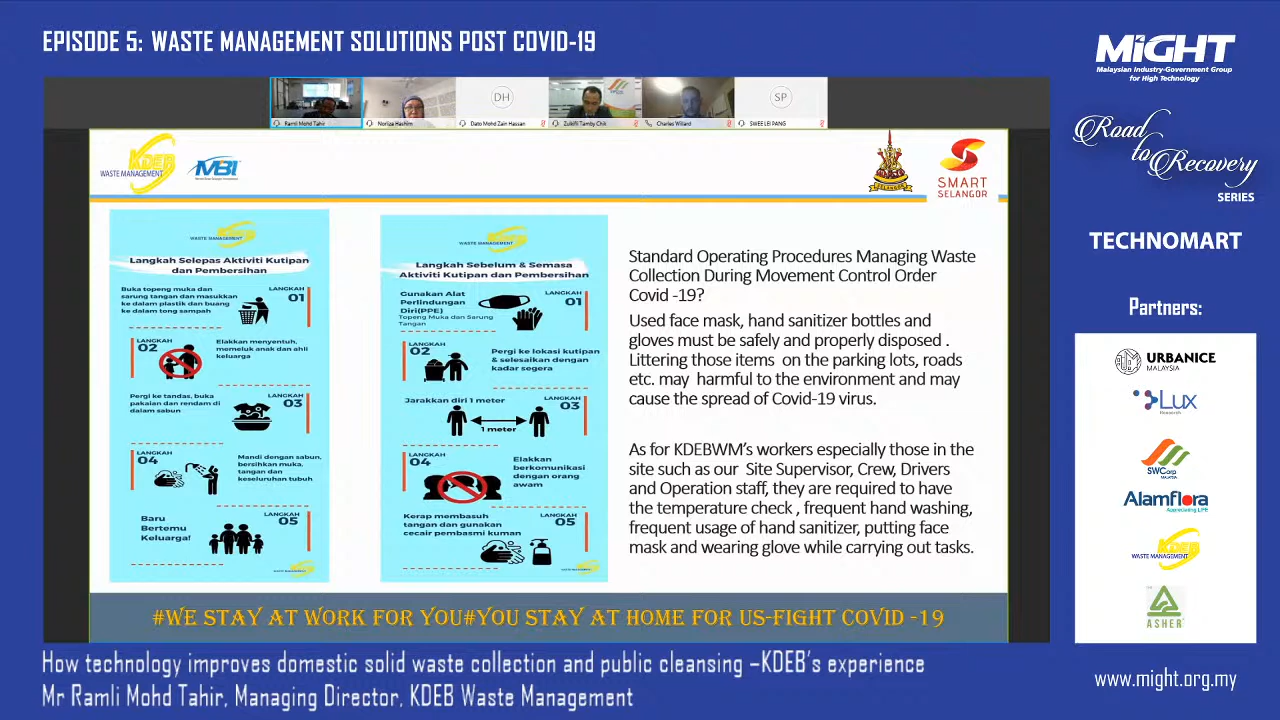 EPISODE 5: WASTE MANAGEMENT SOLUTIONS POST COVID-19
MiGHT
Malaysian Industry-Government Group
for High Technology
Road
to Recovery
SERIES
TECHNOMART
Partners:
URBANICE
MALAYSIA
Lux
Research
SWCorp
MALAYSIA
Alamflora
Appreciating LIFE
KDEB
WASTE MANAGEMENT
ASHER
www.might.org.my
DH
SP
Ramli Mohd Tahir
Noriiza Hashim
Dato Mohd Zain Hassan
Zulkifli Tamby Chik
Charles Willard
SWEE LEI PANG
KDEB
WASTE MANAGEMENT
MBI
SMART
SELANGOR
WASTE MANAGEMENT
Langkah Selepas Aktiviti Kutipan
dan Pembersihan
Buka topeng muka dan
sarung tangan dan masukkan
ke dalam plastik dan buang
ke dalam tong sampah
LANGKAH
01
LANGKAH
02
Elakkan menyentuh,
memeluk anak dan ahli
keluarga
Pergi ke tandas, buka
pakaian dan rendam di
dalam sabun
LANGKAH
03
LANGKAH
04
Mandi dengan sabun,
bersihkan muka,
tangan dan
keseluruhan tubuh
Baru
Bertemu
Keluarga!
LANGKAH
05
WASTE MANAGEMENT
Langkah Sebelum & Semasa
Aktiviti Kutipan dan Pembersihan
Gunakan Alat
Perlindungan
Diri(PPE)
Topeng Muka dan Sarung
Tangan
LANGKAH
01
LANGKAH
02
Pergi ke lokasi kutipan
& selesaikan dengan
kadar segera
Jarakkan diri 1 meter
LANGKAH
03
1 meter
LANGKAH
04
Elakkan
berkomunikasi
dengan orang
awam
Kerap membasuh
tangan dan gunakan
cecair pembasmi kuman
LANGKAH
05
Standard Operating Procedures Managing Waste
Collection During Movement Control Order
Covid -19?
Used face mask, hand sanitizer bottles and
gloves must be safely and properly disposed .
Littering those items on the parking lots, roads
etc. may harmful to the environment and may
cause the spread of Covid-19 virus.
As for KDEBWM's workers especially those in the
site such as our Site Supervisor, Crew, Drivers
and Operation staff, they are required to have
the temperature check , frequent hand washing,
frequent usage of hand sanitizer, putting face
mask and wearing glove while carrying out tasks.
#WE STAY AT WORK FOR YOU#YOU STAY AT HOME FOR US-FIGHT COVID -19
How technology improves domestic solid waste collection and public cleansing –KDEB's experience
Mr Ramli Mohd Tahir, Managing Director, KDEB Waste Management